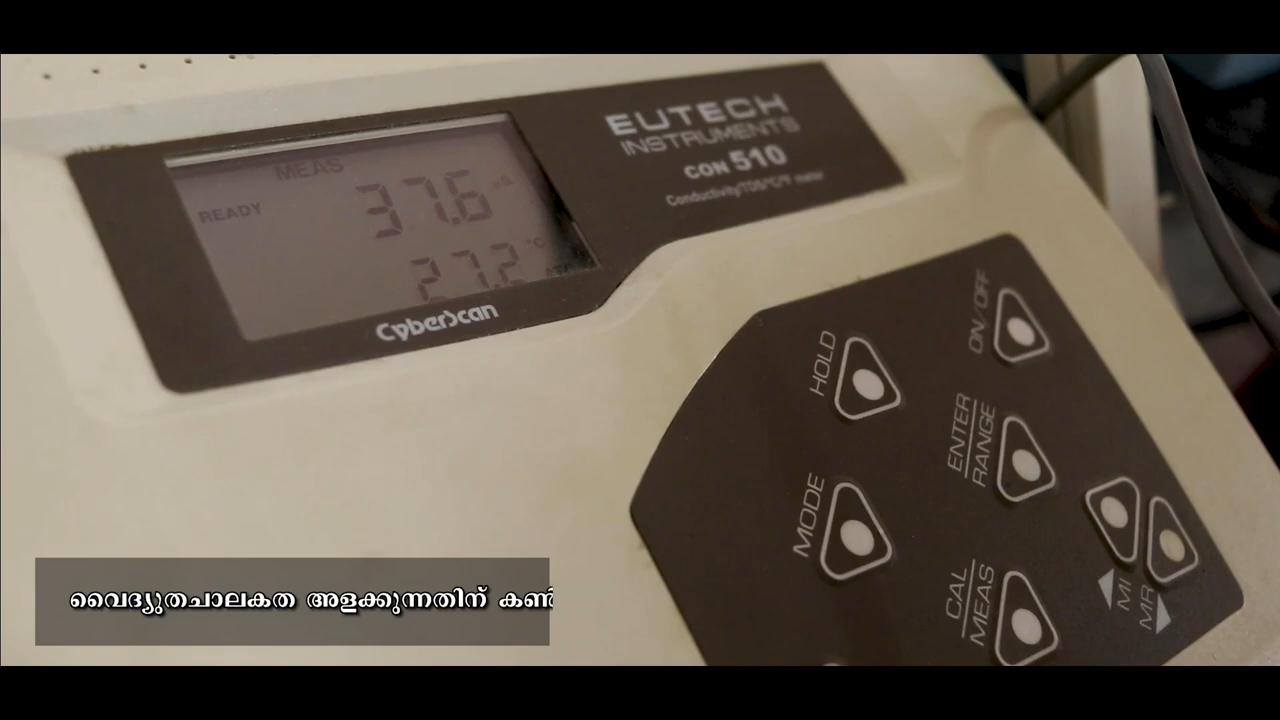 MEAS
READY
37.6
27.2 °C
CyberScan
EUTECH
INSTRUMENTS
CON 510
Conductivity/TDS/°C/°F meter
HOLD
ON/OFF
MODE
ENTER
RANGE
CAL
MEAS
MI
MR
വൈദ്യുതചാലകത അളക്കുന്നതിന് കൺ